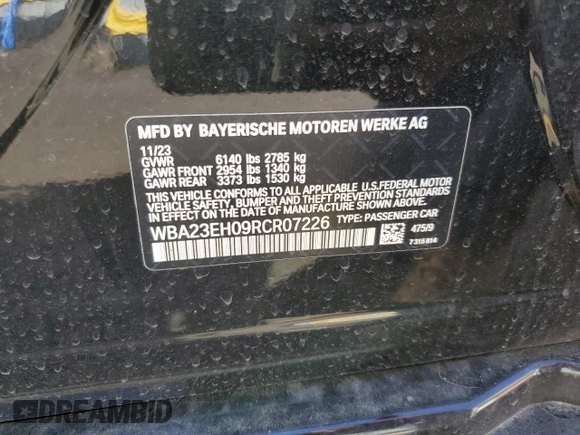 MFD BY BAYERISCHE MOTOREN WERKE AG
11/23
GVWR 6140 lbs 2785 kg
GAWR FRONT 2954 lbs 1340 kg
GAWR REAR 3373 lbs 1530 kg
THIS VEHICLE CONFORMS TO ALL APPLICABLE U.S.FEDERAL MOTOR
VEHICLE SAFETY, BUMPER AND THEFT PREVENTION STANDARDS
IN EFFECT ON THE DATE OF MANUFACTURE SHOWN ABOVE.
WBA23EH09RCR07226 TYPE: PASSENGER CAR
475/9
7315814
DREAMBID